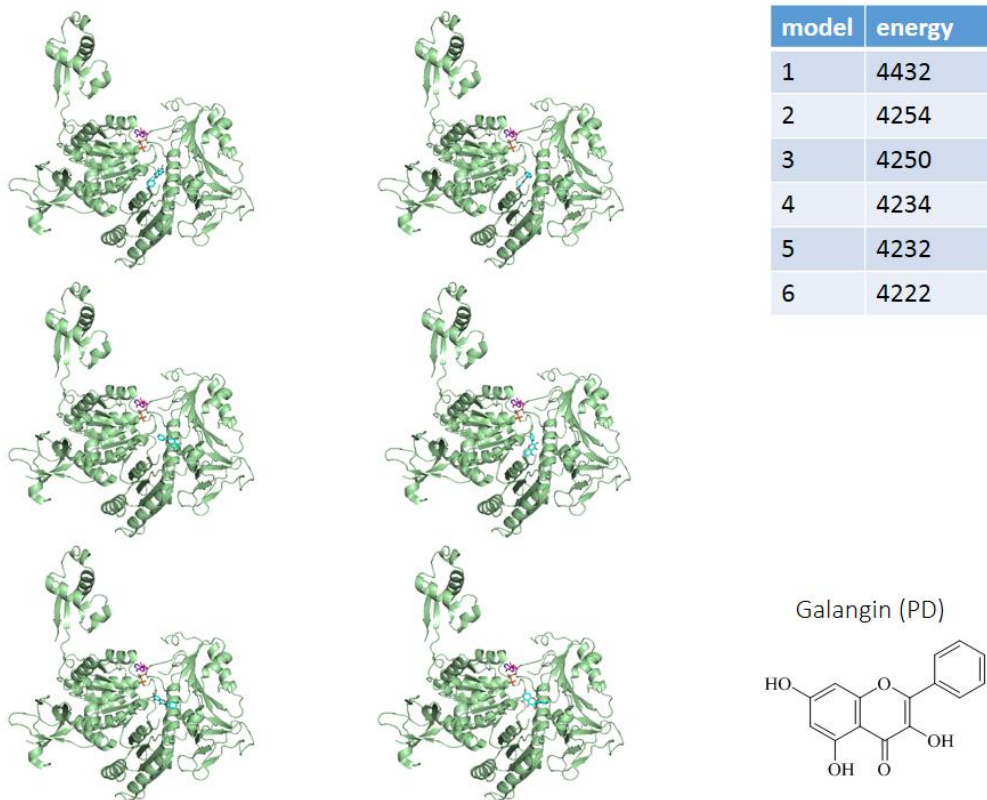 model energy
1 4432
2 4254
3 4250
4 4234
5 4232
6 4222
Galangin (PD)
O
HO
OH
OH O